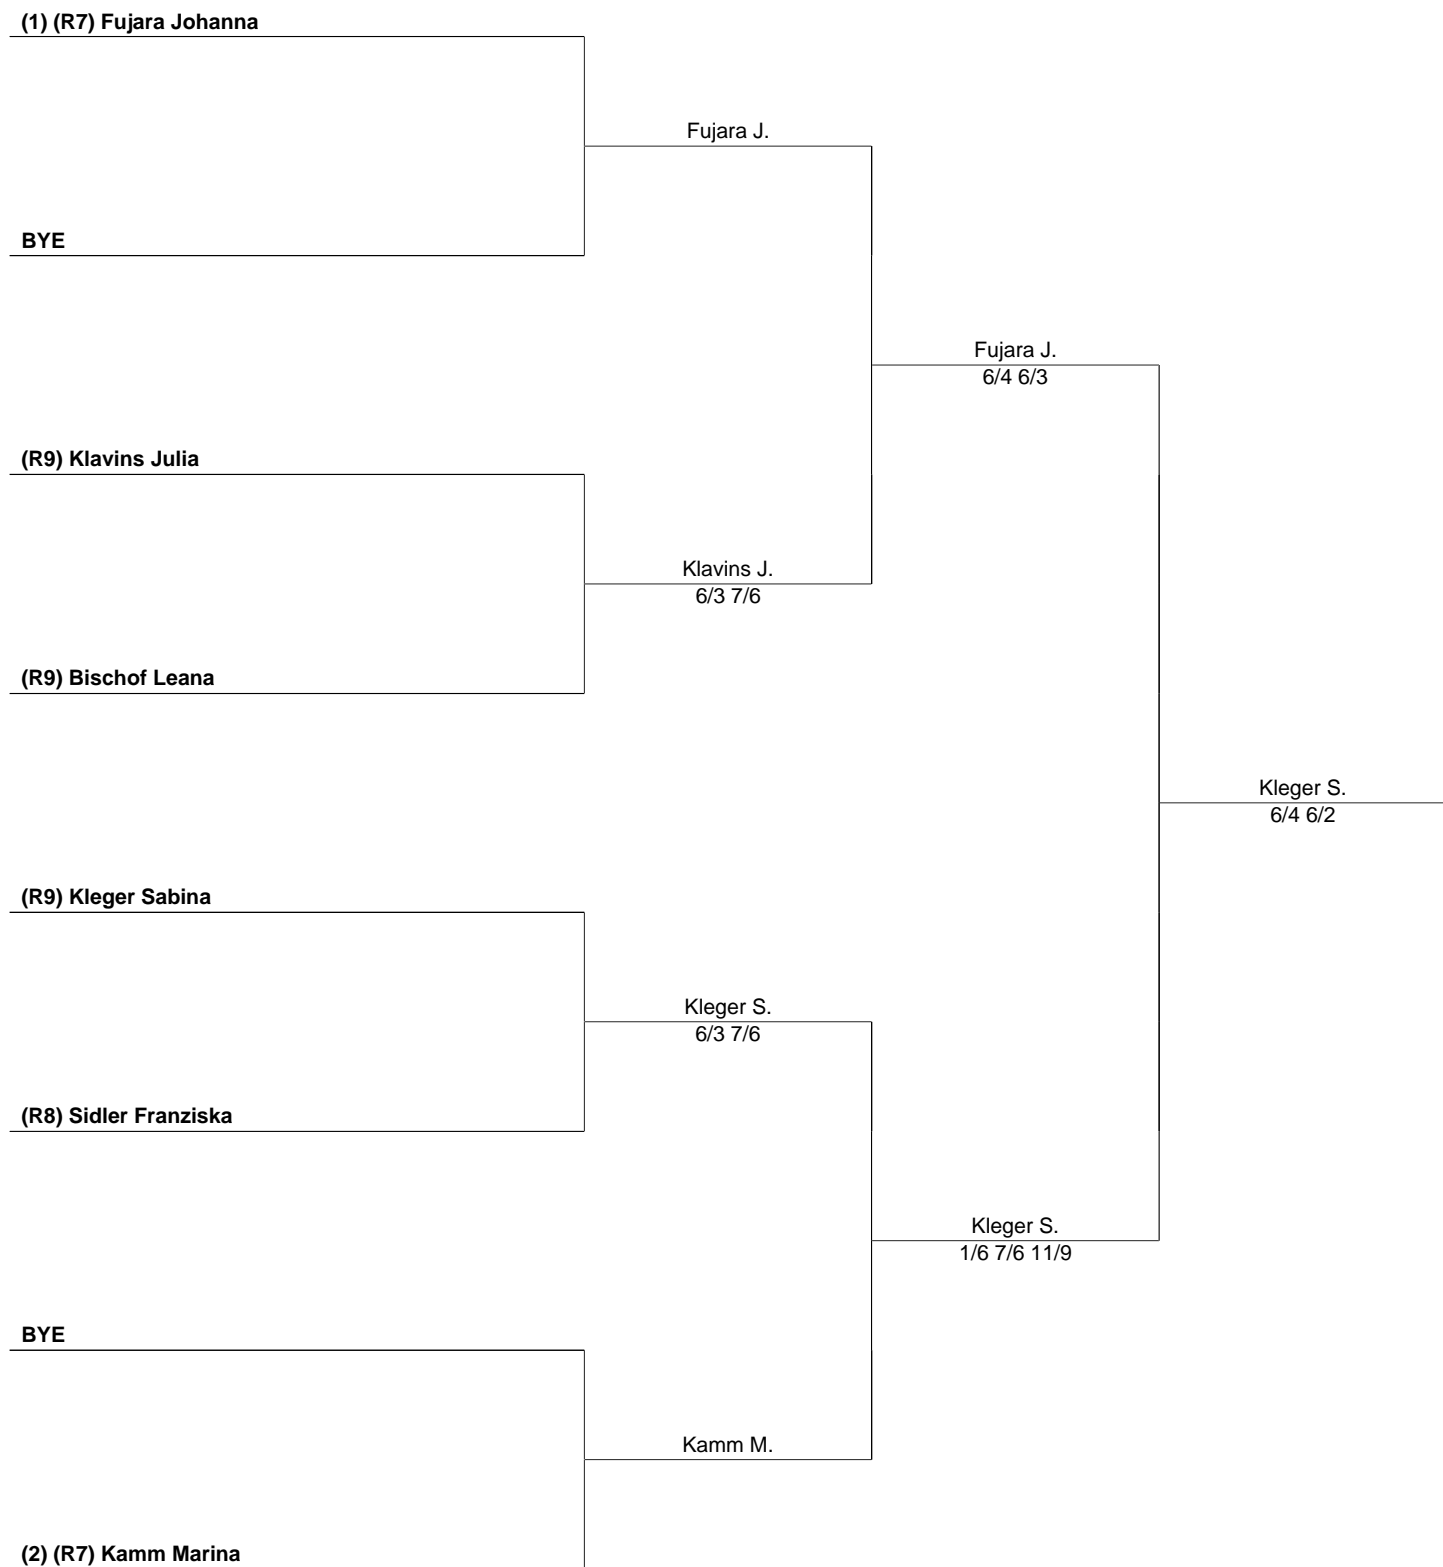 (1) (R7) Fujara Johanna
Fujara J.
BYE
Fujara J.
6/4 6/3
(R9) Klavins Julia
Klavins J.
6/3 7/6
(R9) Bischof Leana
Kleger S.
6/4 6/2
(R9) Kleger Sabina
Kleger S.
6/3 7/6
(R8) Sidler Franziska
Kleger S.
1/6 7/6 11/9
BYE
Kamm M.
(2) (R7) Kamm Marina